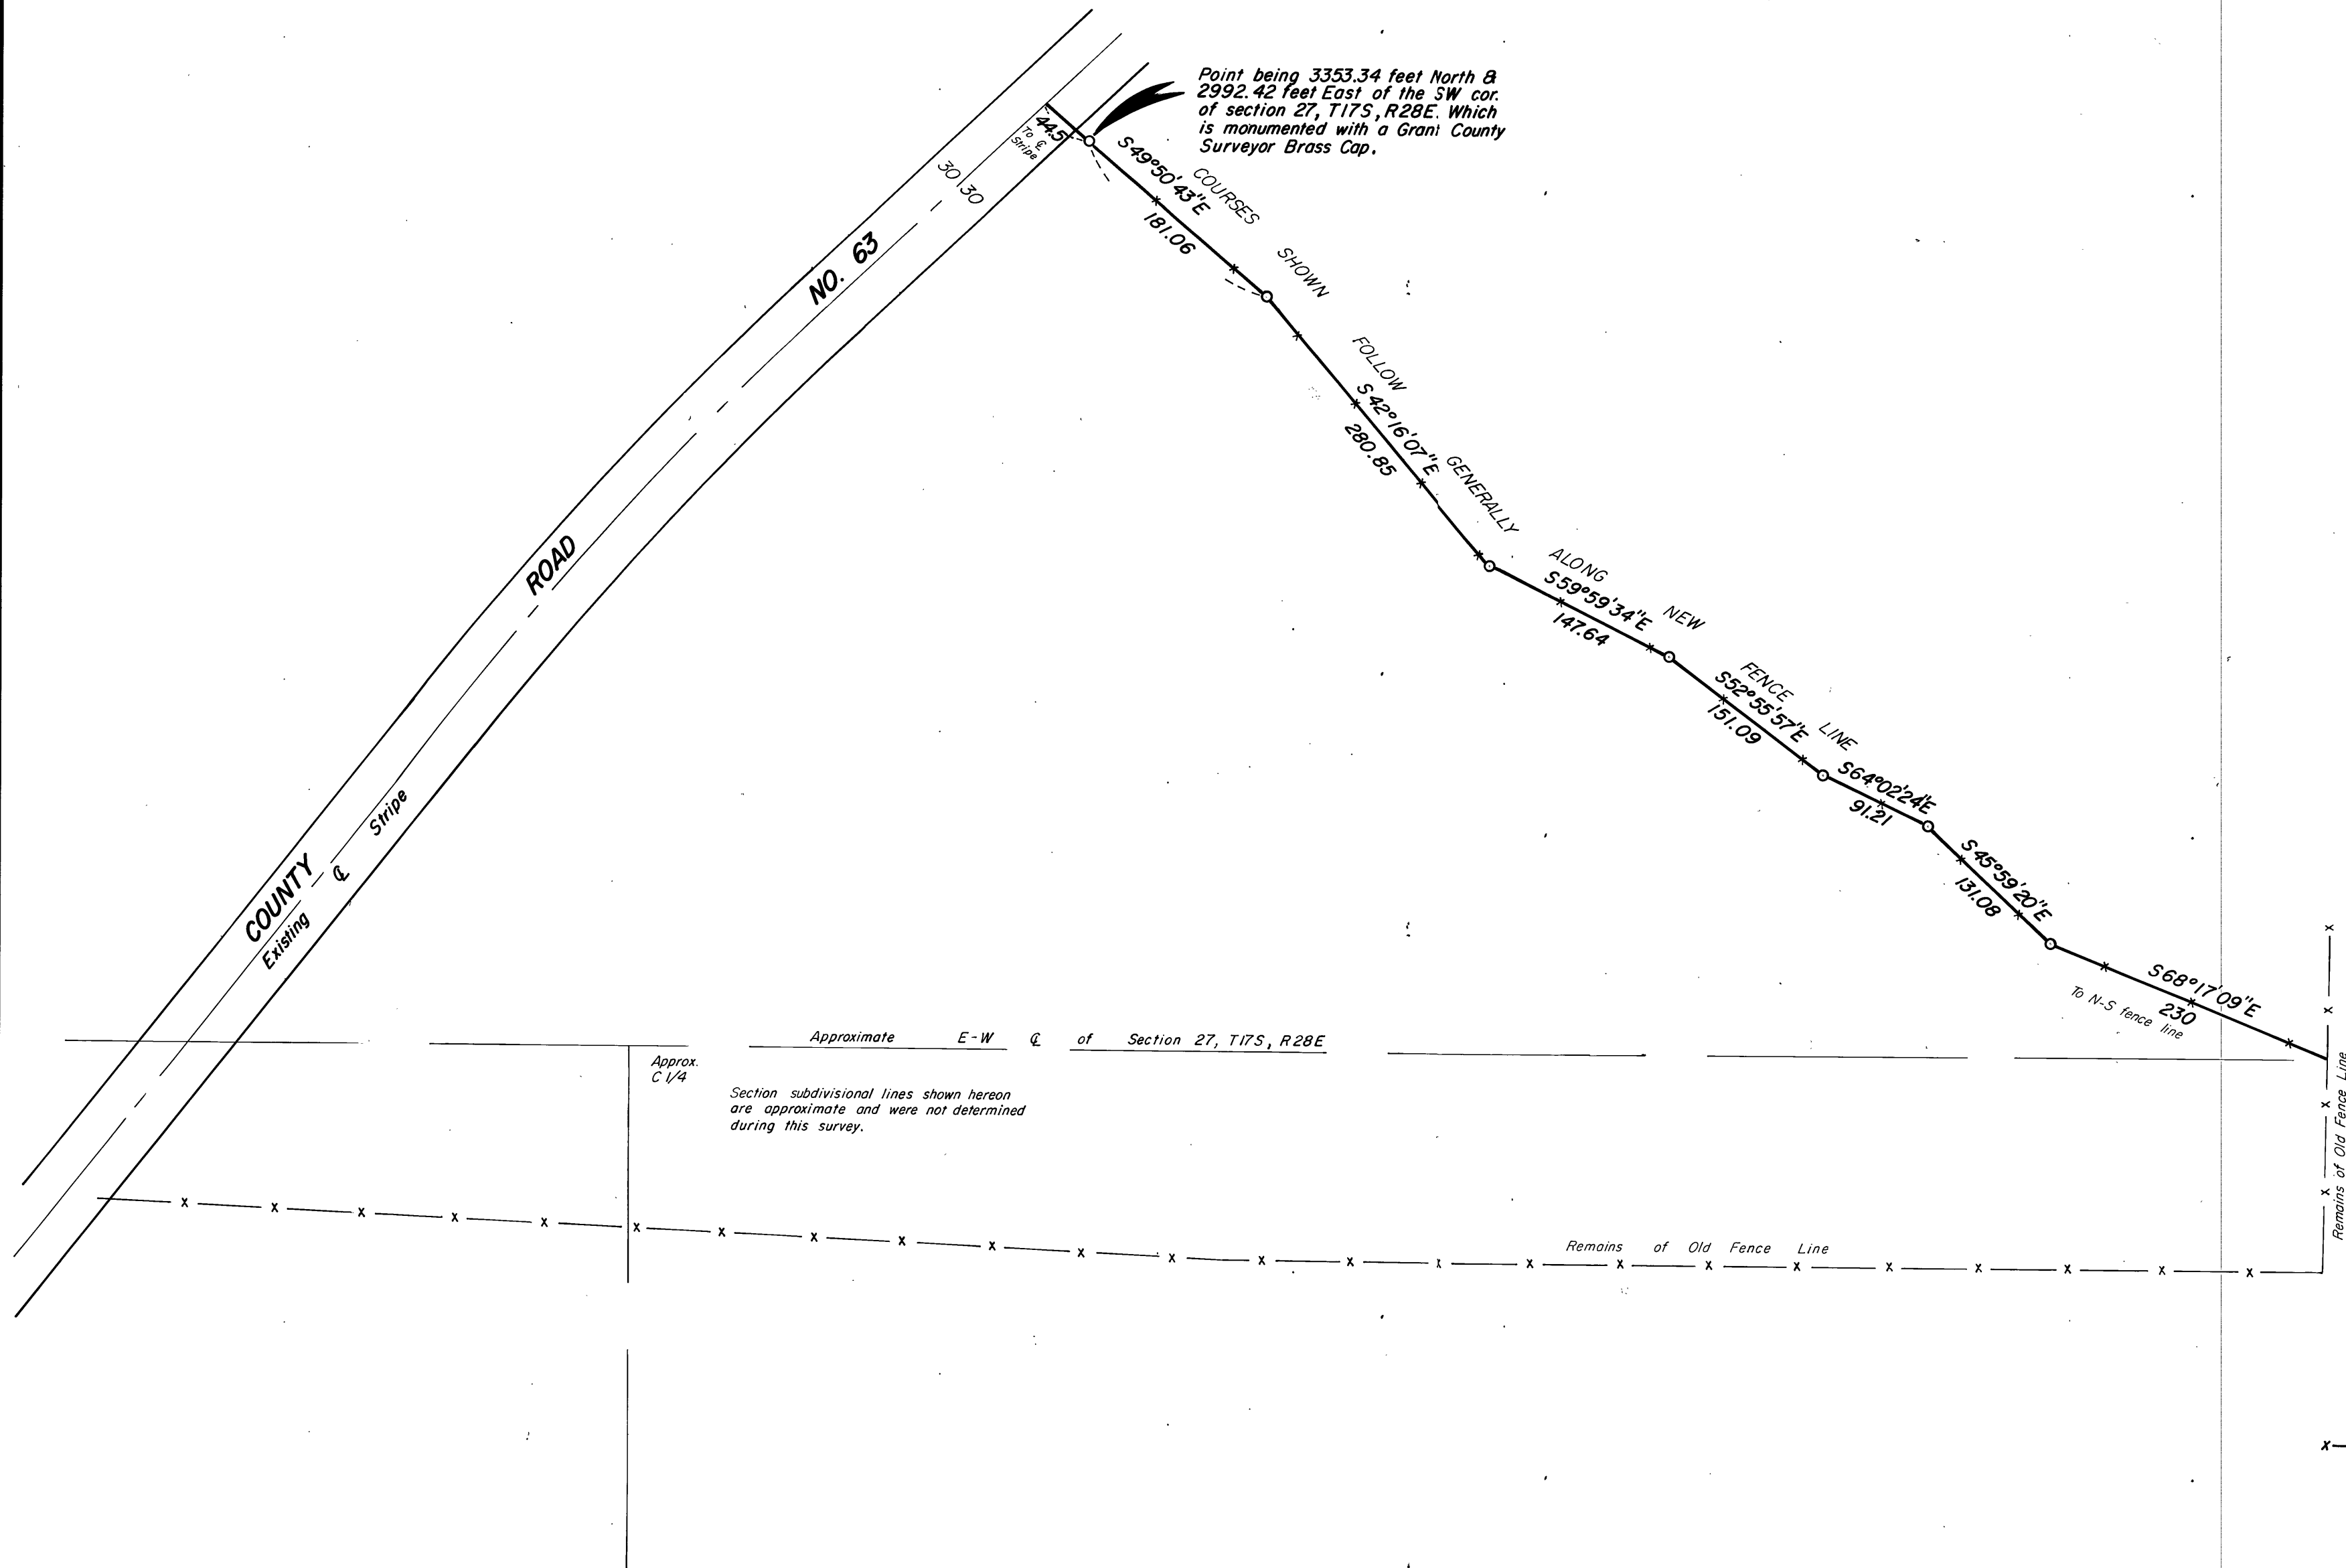 Point being 3353.34 feet North &
2992.42 feet East of the SW cor.
of section 27, T17S, R28E. Which
is monumented with a Grant County
Surveyor Brass Cap.
44.5
To ℄
Stripe
30 30
S49°50'43"E
181.06
COURSES SHOWN FOLLOW GENERALLY ALONG NEW FENCE LINE
S42°16'07"E
280.85
S59°59'34"E
147.64
S52°55'57"E
151.09
S64°02'24"E
91.21
S45°59'20"E
131.08
S68°17'09"E
230
To N-S fence line
COUNTY ROAD NO. 63
Existing ℄ Stripe
Approximate E-W ℄ of Section 27, T17S, R28E
Approx.
C 1/4
Section subdivisional lines shown hereon
are approximate and were not determined
during this survey.
Remains of Old Fence Line
Remains of Old Fence Line